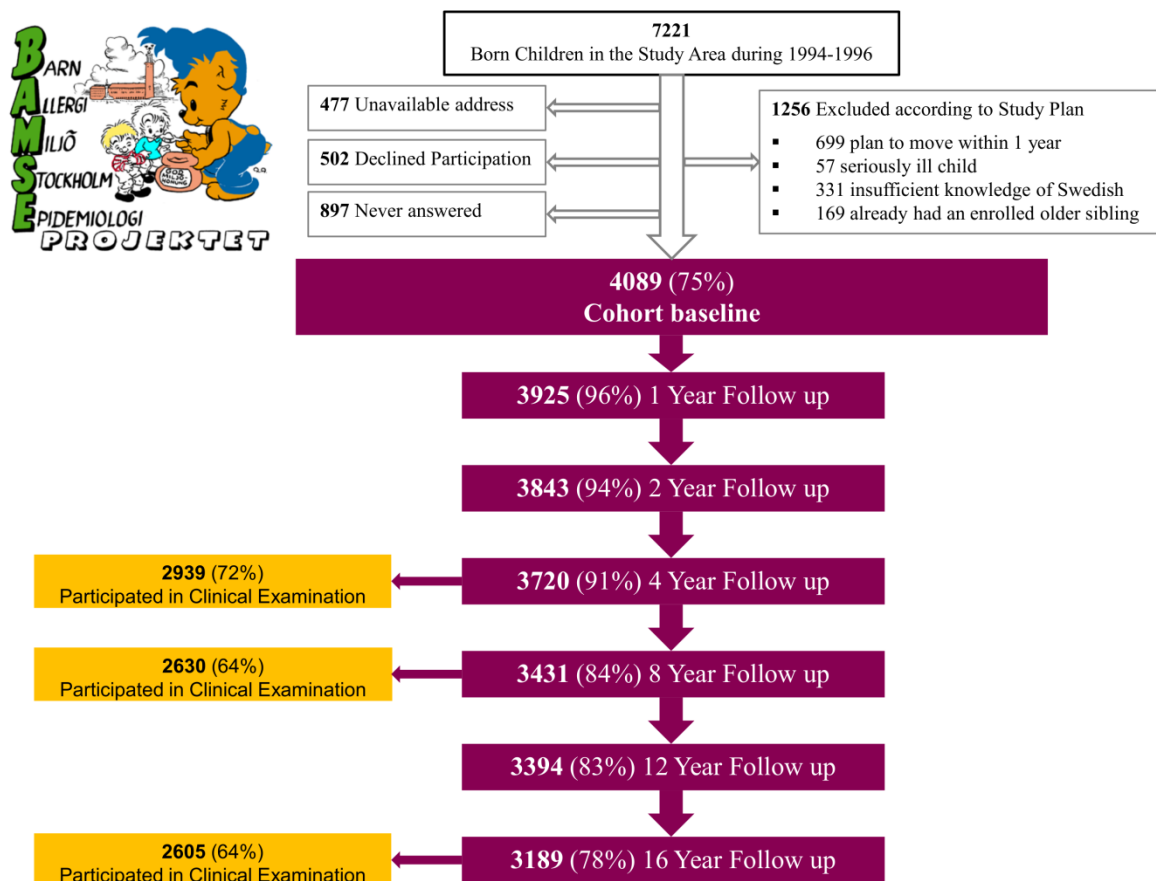 BARN
ALLERGI
MILJÖ
STOCKHOLM
EPIDEMIOLOGI
PROJEKTET
7221
Born Children in the Study Area during 1994-1996
477 Unavailable address
502 Declined Participation
897 Never answered
1256 Excluded according to Study Plan
▪ 699 plan to move within 1 year
▪ 57 seriously ill child
▪ 331 insufficient knowledge of Swedish
▪ 169 already had an enrolled older sibling
4089 (75%)
Cohort baseline
3925 (96%) 1 Year Follow up
3843 (94%) 2 Year Follow up
2939 (72%)
Participated in Clinical Examination
3720 (91%) 4 Year Follow up
2630 (64%)
Participated in Clinical Examination
3431 (84%) 8 Year Follow up
3394 (83%) 12 Year Follow up
2605 (64%)
Participated in Clinical Examination
3189 (78%) 16 Year Follow up